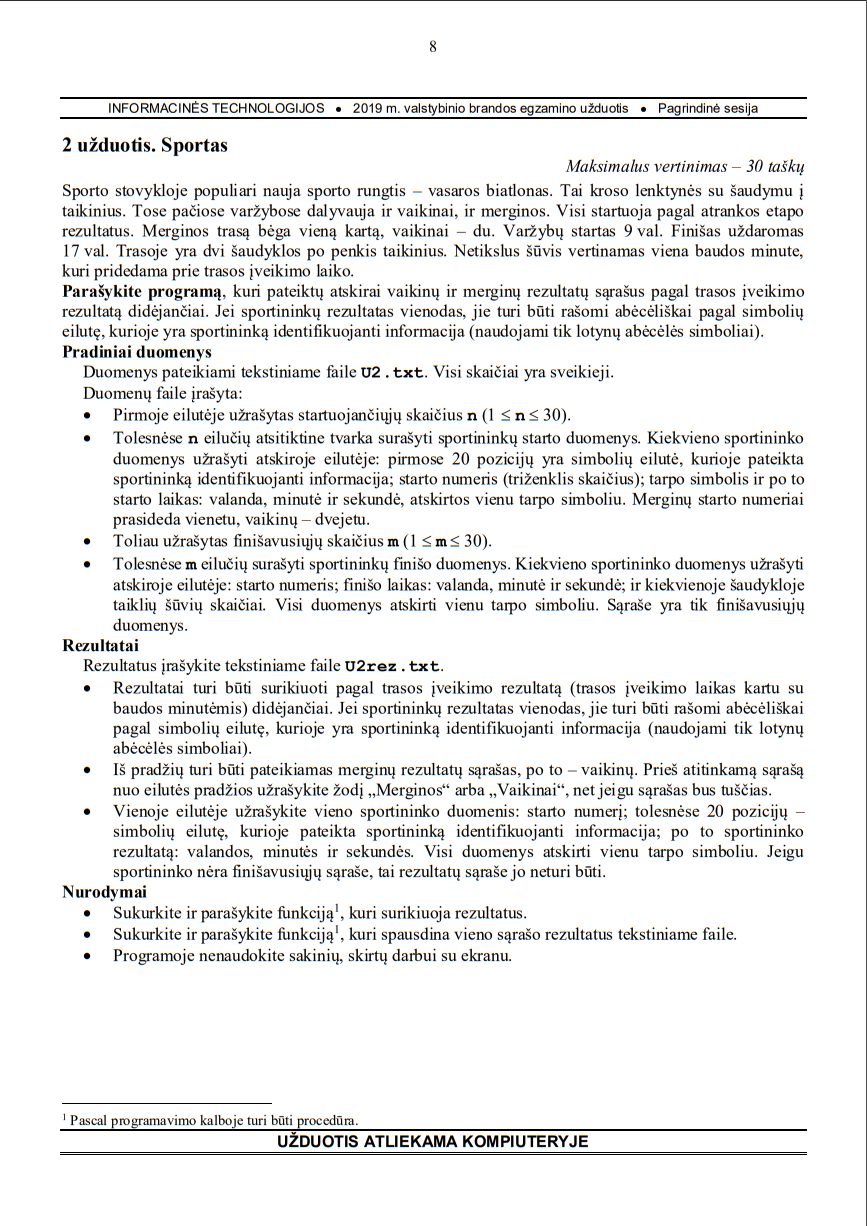 8
INFORMACINĖS TECHNOLOGIJOS ● 2019 m. valstybinio brandos egzamino užduotis ● Pagrindinė sesija
2 užduotis. Sportas
Maksimalus vertinimas – 30 taškų
Sporto stovykloje populiari nauja sporto rungtis – vasaros biatlonas. Tai kroso lenktynės su šaudymu į
taikinius. Tose pačiose varžybose dalyvauja ir vaikinai, ir merginos. Visi startuoja pagal atrankos etapo
rezultatus. Merginos trasą bėga vieną kartą, vaikinai – du. Varžybų startas 9 val. Finišas uždaromas
17 val. Trasoje yra dvi šaudyklos po penkis taikinius. Netikslus šūvis vertinamas viena baudos minute,
kuri pridedama prie trasos įveikimo laiko.
Parašykite programą, kuri pateiktų atskirai vaikinų ir merginų rezultatų sąrašus pagal trasos įveikimo
rezultatą didėjančiai. Jei sportininkų rezultatas vienodas, jie turi būti rašomi abėcėliškai pagal simbolių
eilutę, kurioje yra sportininką identifikuojanti informacija (naudojami tik lotynų abėcėlės simboliai).
Pradiniai duomenys
Duomenys pateikiami tekstiniame faile U2.txt. Visi skaičiai yra sveikieji.
Duomenų faile įrašyta:
● Pirmoje eilutėje užrašytas startuojančiųjų skaičius n (1 ≤ n ≤ 30).
● Tolesnėse n eilučių atsitiktine tvarka surašyti sportininkų starto duomenys. Kiekvieno sportininko
duomenys užrašyti atskiroje eilutėje: pirmose 20 pozicijų yra simbolių eilutė, kurioje pateikta
sportininką identifikuojanti informacija; starto numeris (triženklis skaičius); tarpo simbolis ir po to
starto laikas: valanda, minutė ir sekundė, atskirtos vienu tarpo simboliu. Merginų starto numeriai
prasideda vienetu, vaikinų – dvejetu.
● Toliau užrašytas finišavusiųjų skaičius m (1 ≤ m ≤ 30).
● Tolesnėse m eilučių surašyti sportininkų finišo duomenys. Kiekvieno sportininko duomenys užrašyti
atskiroje eilutėje: starto numeris; finišo laikas: valanda, minutė ir sekundė; ir kiekvienoje šaudykloje
taiklių šūvių skaičiai. Visi duomenys atskirti vienu tarpo simboliu. Sąraše yra tik finišavusiųjų
duomenys.
Rezultatai
Rezultatus įrašykite tekstiniame faile U2rez.txt.
● Rezultatai turi būti surikiuoti pagal trasos įveikimo rezultatą (trasos įveikimo laikas kartu su
baudos minutėmis) didėjančiai. Jei sportininkų rezultatas vienodas, jie turi būti rašomi abėcėliškai
pagal simbolių eilutę, kurioje yra sportininką identifikuojanti informacija (naudojami tik lotynų
abėcėlės simboliai).
● Iš pradžių turi būti pateikiamas merginų rezultatų sąrašas, po to – vaikinų. Prieš atitinkamą sąrašą
nuo eilutės pradžios užrašykite žodį „Merginos“ arba „Vaikinai“, net jeigu sąrašas bus tuščias.
● Vienoje eilutėje užrašykite vieno sportininko duomenis: starto numerį; tolesnėse 20 pozicijų –
simbolių eilutę, kurioje pateikta sportininką identifikuojanti informacija; po to sportininko
rezultatą: valandos, minutės ir sekundės. Visi duomenys atskirti vienu tarpo simboliu. Jeigu
sportininko nėra finišavusiųjų sąraše, tai rezultatų sąraše jo neturi būti.
Nurodymai
● Sukurkite ir parašykite funkciją¹, kuri surikiuoja rezultatus.
● Sukurkite ir parašykite funkciją¹, kuri spausdina vieno sąrašo rezultatus tekstiniame faile.
● Programoje nenaudokite sakinių, skirtų darbui su ekranu.
¹ Pascal programavimo kalboje turi būti procedūra.
UŽDUOTIS ATLIEKAMA KOMPIUTERYJE